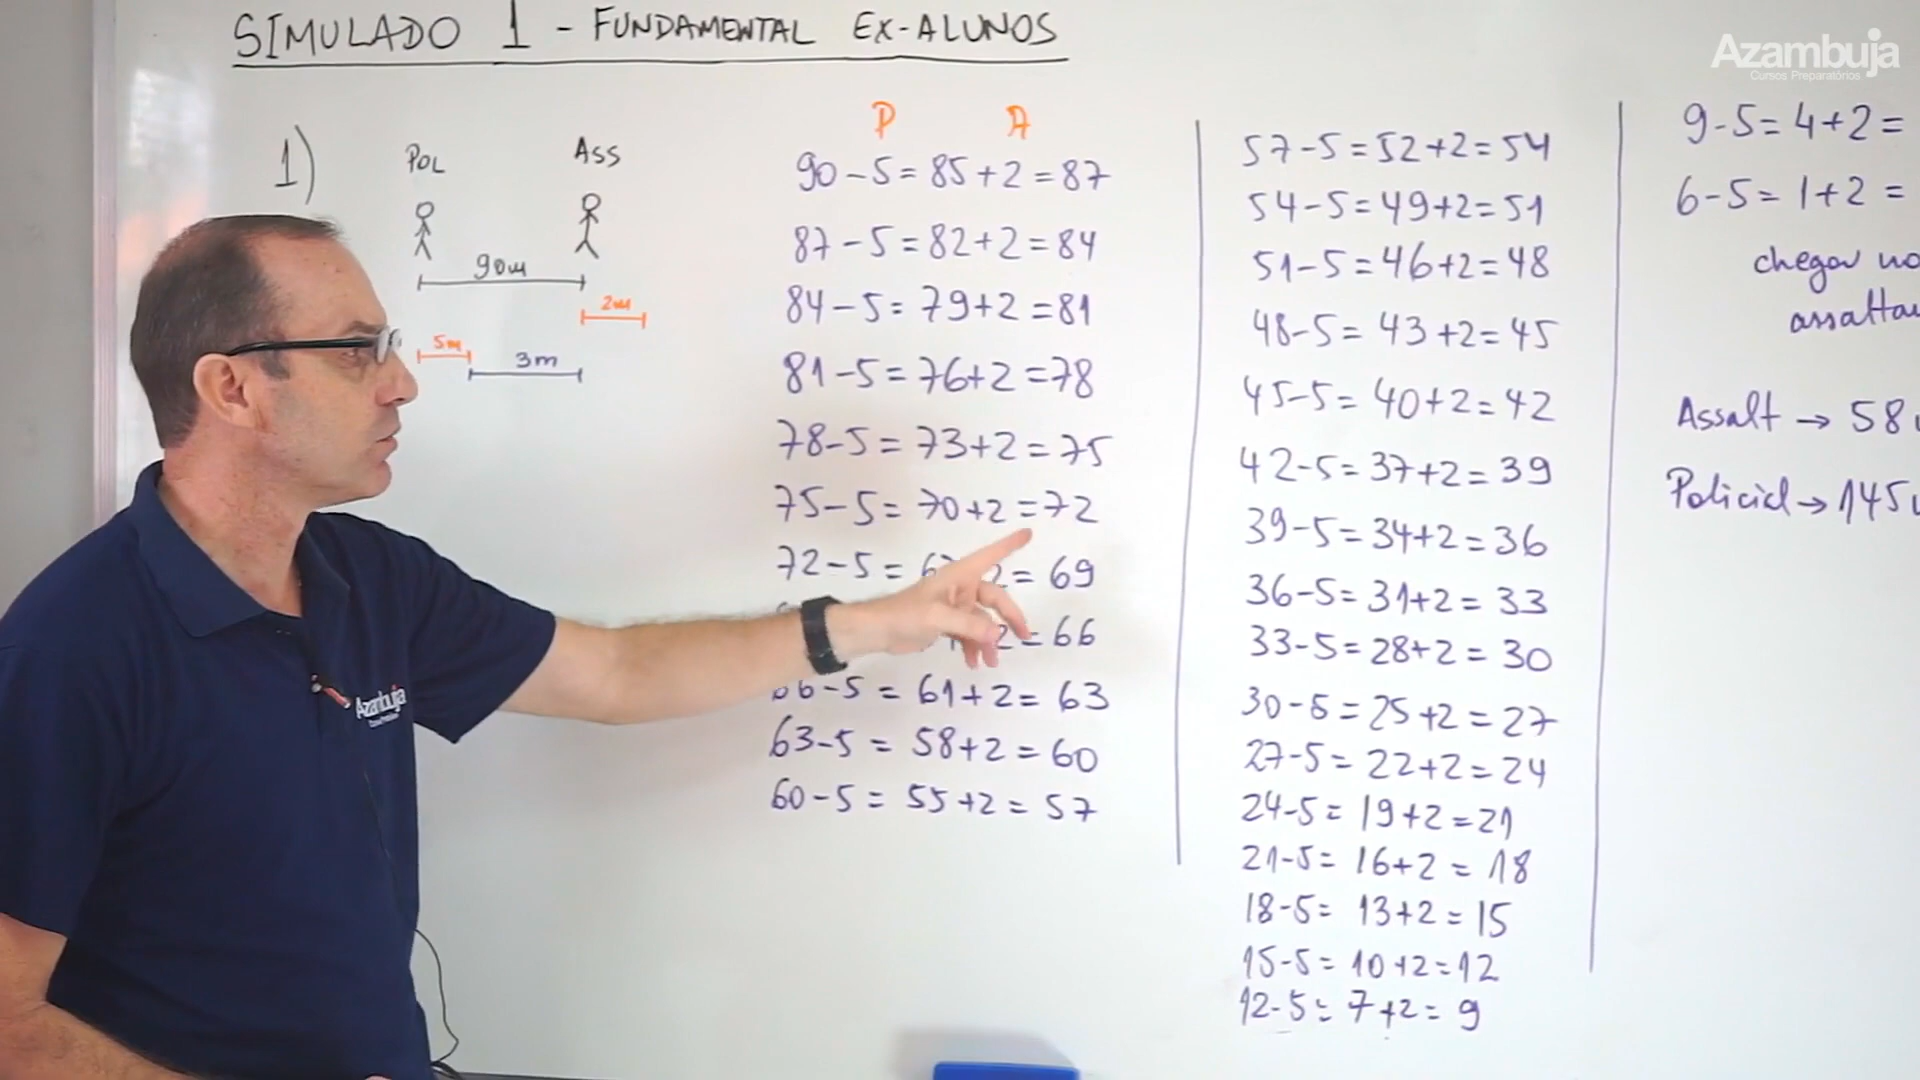 SIMULADO 1 - FUNDAMENTAL EX-ALUNOS
Azambuja
Cursos Preparatórios
1)
POL
ASS
90m
2m
5m
3m
P A
90-5=85+2=87
87-5=82+2=84
84-5=79+2=81
81-5=76+2=78
78-5=73+2=75
75-5=70+2=72
72-5= 2=69
2=66
66-5=61+2=63
63-5=58+2=60
60-5=55+2=57
57-5=52+2=54
54-5=49+2=51
51-5=46+2=48
48-5=43+2=45
45-5=40+2=42
42-5=37+2=39
39-5=34+2=36
36-5=31+2=33
33-5=28+2=30
30-5=25+2=27
27-5=22+2=24
24-5=19+2=21
21-5=16+2=18
18-5=13+2=15
15-5=10+2=12
12-5=7+2=9
9-5=4+2=
6-5=1+2=
chegou no
assaltan
Assalt → 58
Policial → 145
Azambuja